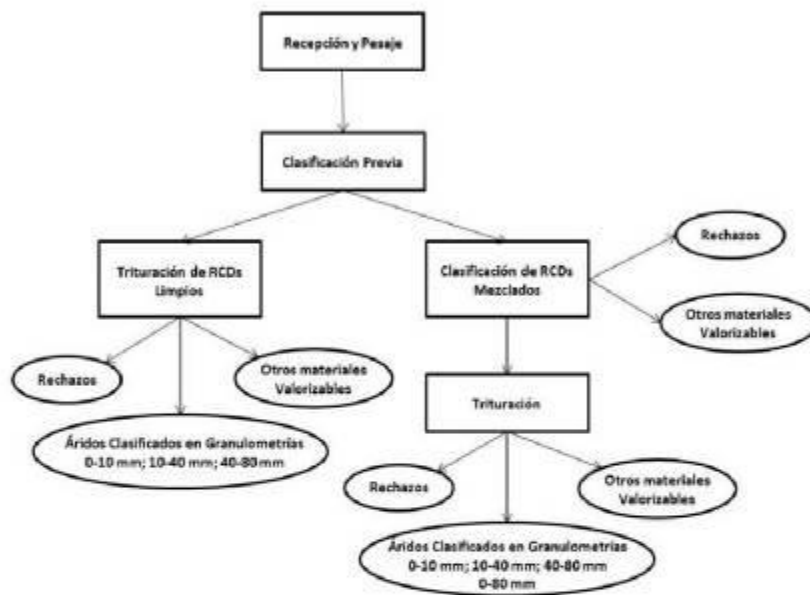 Recepción y Pesaje
Clasificación Previa
Trituración de RCDs
Limpios
Clasificación de RCDs
Mezclados
Rechazos
Otros materiales
Valorizables
Rechazos
Otros materiales
Valorizables
Áridos Clasificados en Granulometrías
0-10 mm; 10-40 mm; 40-80 mm
Trituración
Rechazos
Otros materiales
Valorizables
Áridos Clasificados en Granulometrías
0-10 mm; 10-40 mm; 40-80 mm
0-80 mm